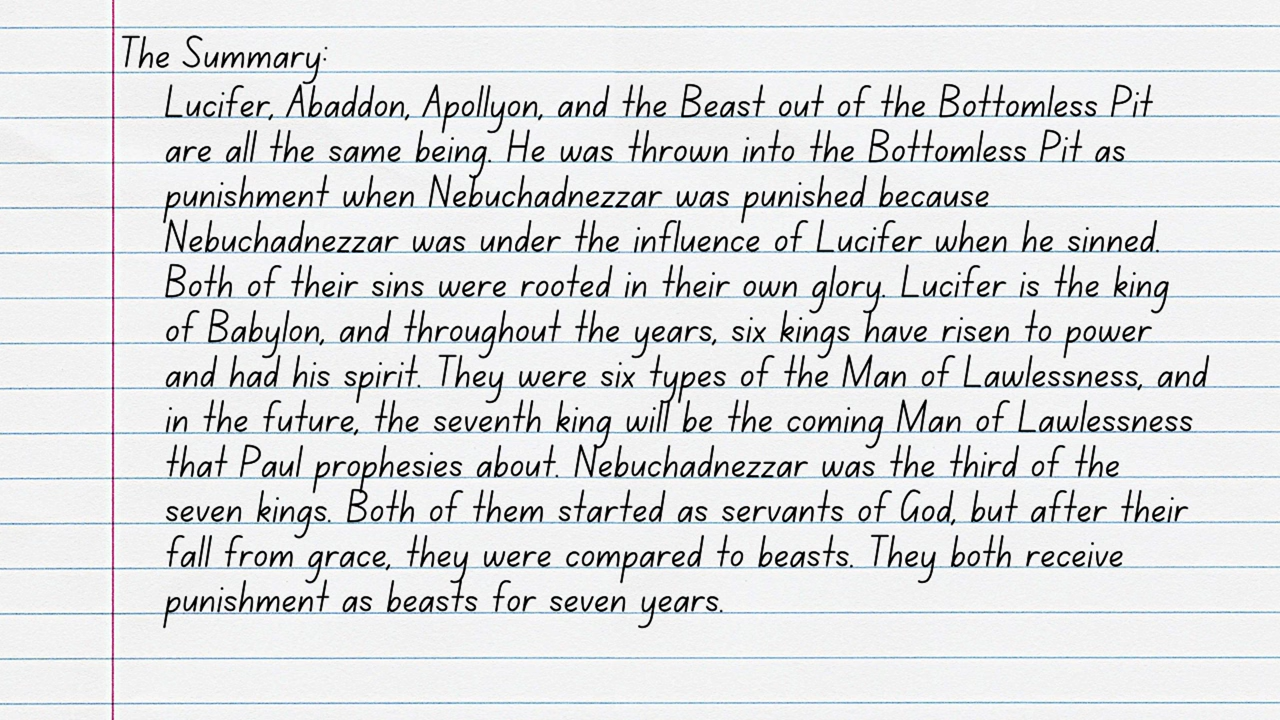 The Summary:
Lucifer, Abaddon, Apollyon, and the Beast out of the Bottomless Pit
are all the same being. He was thrown into the Bottomless Pit as
punishment when Nebuchadnezzar was punished because
Nebuchadnezzar was under the influence of Lucifer when he sinned.
Both of their sins were rooted in their own glory. Lucifer is the king
of Babylon, and throughout the years, six kings have risen to power
and had his spirit. They were six types of the Man of Lawlessness, and
in the future, the seventh king will be the coming Man of Lawlessness
that Paul prophesies about. Nebuchadnezzar was the third of the
seven kings. Both of them started as servants of God, but after their
fall from grace, they were compared to beasts. They both receive
punishment as beasts for seven years.